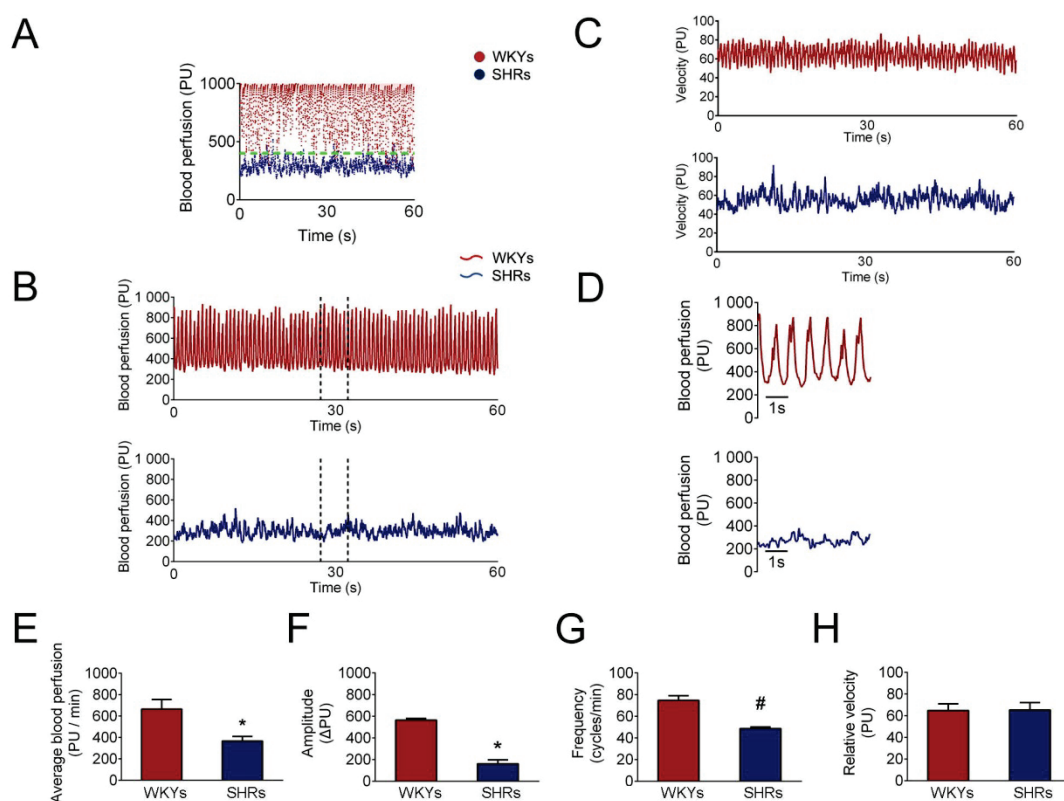 A
WKYs
SHRs
Blood perfusion (PU)
1000
500
0
0 30 60
Time (s)
B
WKYs
SHRs
Blood perfusion (PU)
1 000
800
600
400
200
0
0 30 60
Time (s)
Blood perfusion (PU)
1 000
800
600
400
200
0
0 30 60
Time (s)
C
Velocity (PU)
100
80
60
40
20
0
0 30 60
Time (s)
Velocity (PU)
100
80
60
40
20
0
0 30 60
Time (s)
D
Blood perfusion
(PU)
1 000
800
600
400
200
0
1s
Blood perfusion
(PU)
1 000
800
600
400
200
0
1s
E
Average blood perfusion
(PU / min)
1000
800
600
400
200
0
*
WKYs SHRs
F
Amplitude
(ΔPU)
1000
800
600
400
200
0
*
WKYs SHRs
G
Frequency
(cycles/min)
100
80
60
40
20
0
#
WKYs SHRs
H
Relative velocity
(PU)
100
80
60
40
20
0
WKYs SHRs